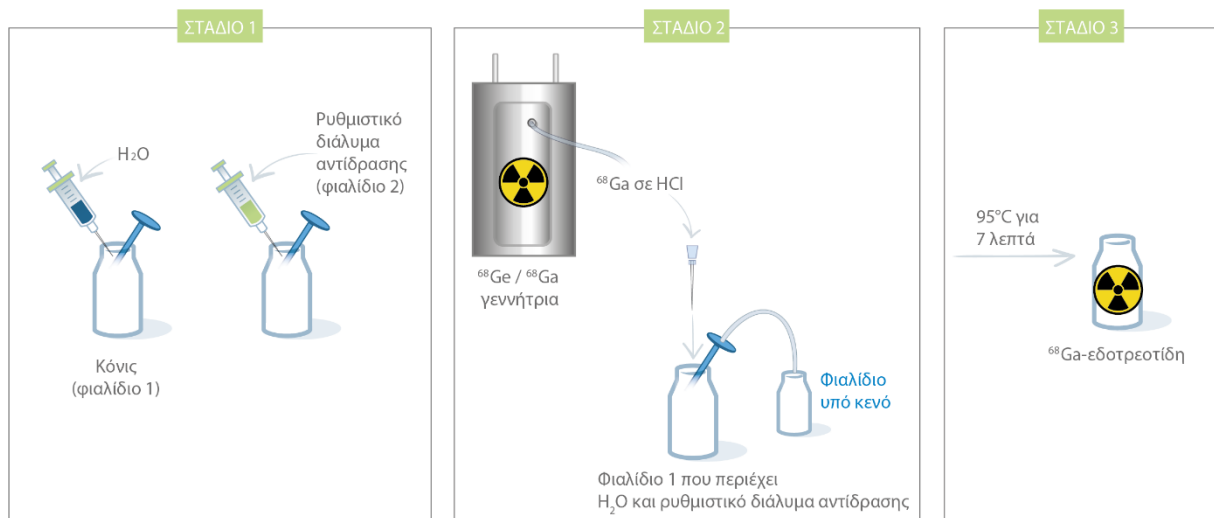 ΣΤΑΔΙΟ 1
H₂O
Ρυθμιστικό
διάλυμα
αντίδρασης
(φιαλίδιο 2)
Κόνις
(φιαλίδιο 1)
ΣΤΑΔΙΟ 2
⁶⁸Ga σε HCl
⁶⁸Ge / ⁶⁸Ga
γεννήτρια
Φιαλίδιο
υπό κενό
Φιαλίδιο 1 που περιέχει
H₂O και ρυθμιστικό διάλυμα αντίδρασης
ΣΤΑΔΙΟ 3
95°C για
7 λεπτά
⁶⁸Ga-εδοτρεοτίδη